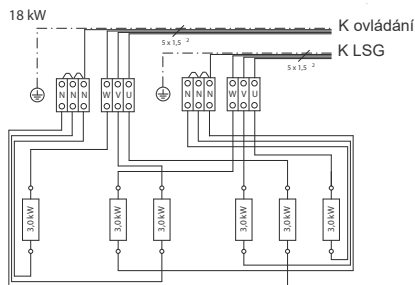 18 kW
K ovládání
5 x 1,5 2
K LSG
5 x 1,5 2
N N N W V U N N N W V U
3,0 kW 3,0 kW 3,0 kW 3,0 kW 3,0 kW 3,0 kW